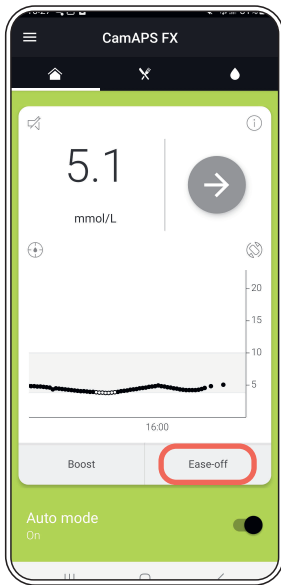 CamAPS FX
5.1
mmol/L
20
15
10
5
16:00
Boost
Ease-off
Auto mode
On